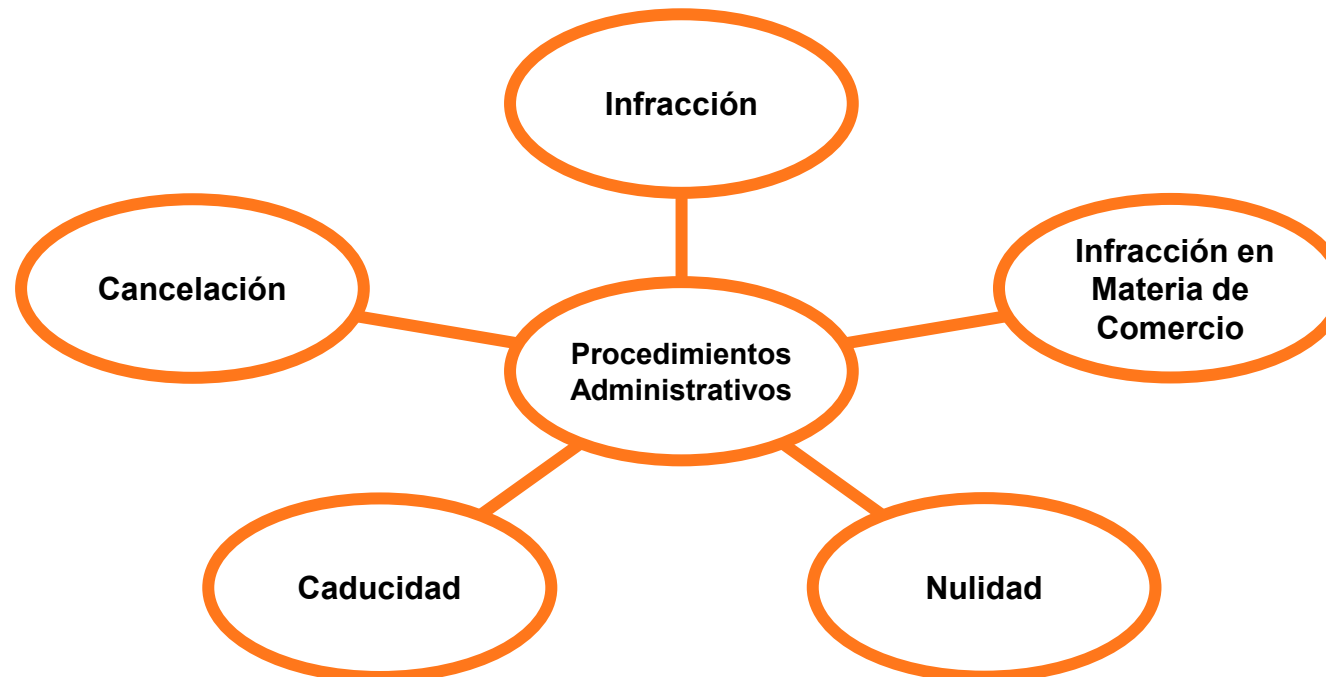 Infracción
Cancelación
Infracción en
Materia de
Comercio
Procedimientos
Administrativos
Caducidad
Nulidad